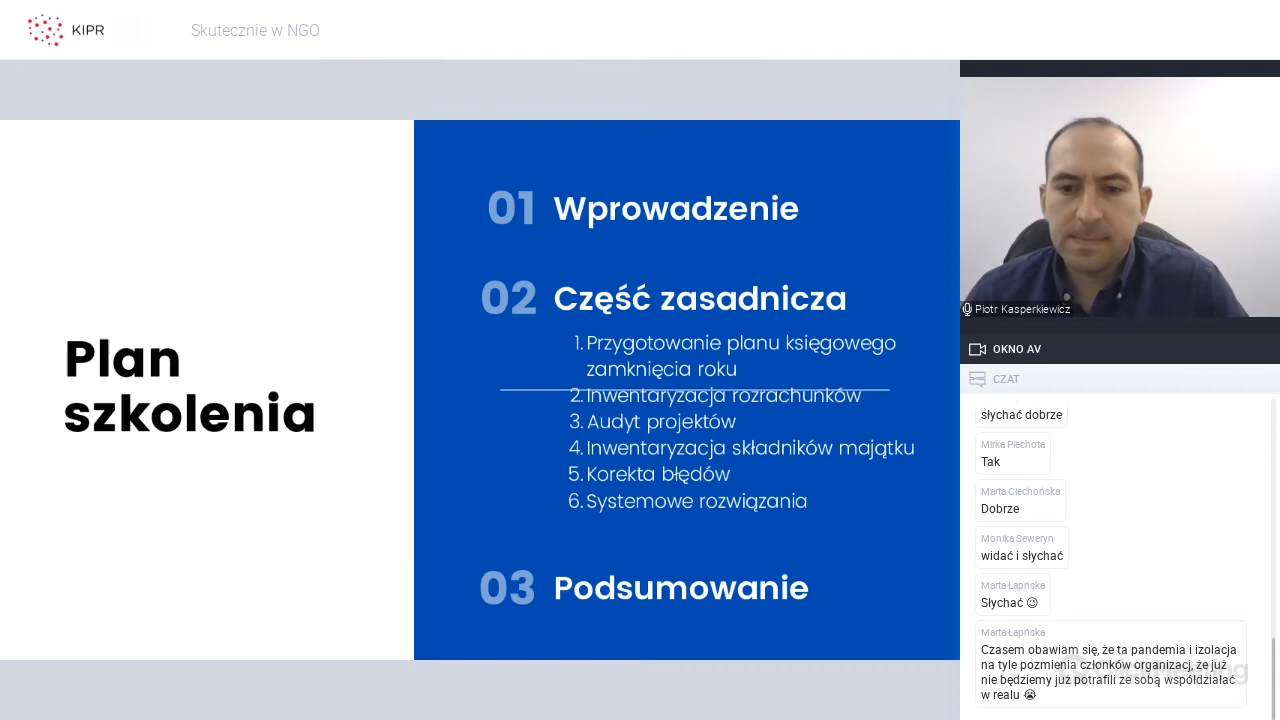 KIPR
Skutecznie w NGO
Plan
szkolenia
01 Wprowadzenie
02 Część zasadnicza
1. Przygotowanie planu księgowego
zamknięcia roku
2. Inwentaryzacja rozrachunków
3. Audyt projektów
4. Inwentaryzacja składników majątku
5. Korekta błędów
6. Systemowe rozwiązania
03 Podsumowanie
Piotr Kasperkiewicz
OKNO AV
CZAT
słychać dobrze
Mirka Piechota
Tak
Marta Ciechońska
Dobrze
Monika Seweryn
widać i słychać
Marta Łapńska
Słychać 😉
Marta Łapńska
Czasem obawiam się, że ta pandemia i izolacja
na tyle pozmienia członków organizacj, że już
nie będziemy już potrafili ze sobą współdziałać
w realu 😭